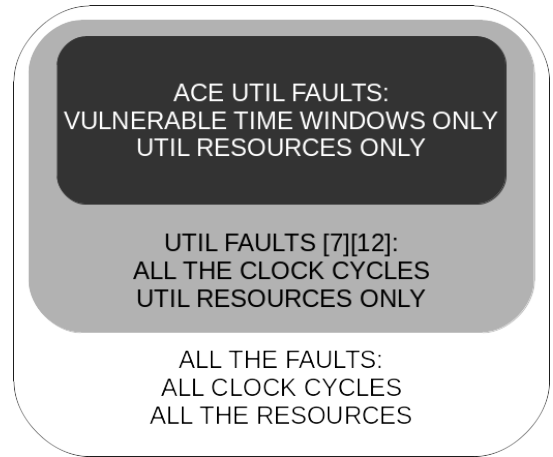 ACE UTIL FAULTS:
VULNERABLE TIME WINDOWS ONLY
UTIL RESOURCES ONLY
UTIL FAULTS [7][12]:
ALL THE CLOCK CYCLES
UTIL RESOURCES ONLY
ALL THE FAULTS:
ALL CLOCK CYCLES
ALL THE RESOURCES